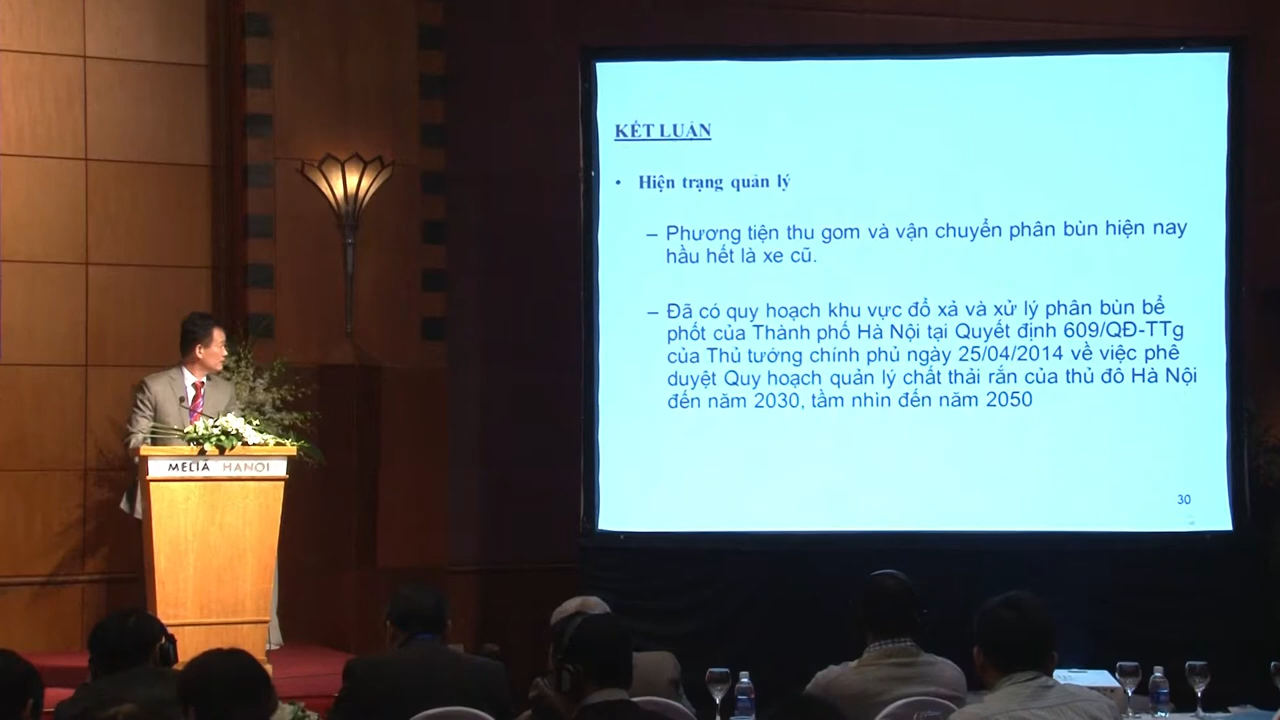 KẾT LUẬN
• Hiện trạng quản lý
– Phương tiện thu gom và vận chuyển phân bùn hiện nay
hầu hết là xe cũ.
– Đã có quy hoạch khu vực đổ xả và xử lý phân bùn bể
phốt của Thành phố Hà Nội tại Quyết định 609/QĐ-TTg
của Thủ tướng chính phủ ngày 25/04/2014 về việc phê
duyệt Quy hoạch quản lý chất thải rắn của thủ đô Hà Nội
đến năm 2030, tầm nhìn đến năm 2050
30
MELIÃ HANOI